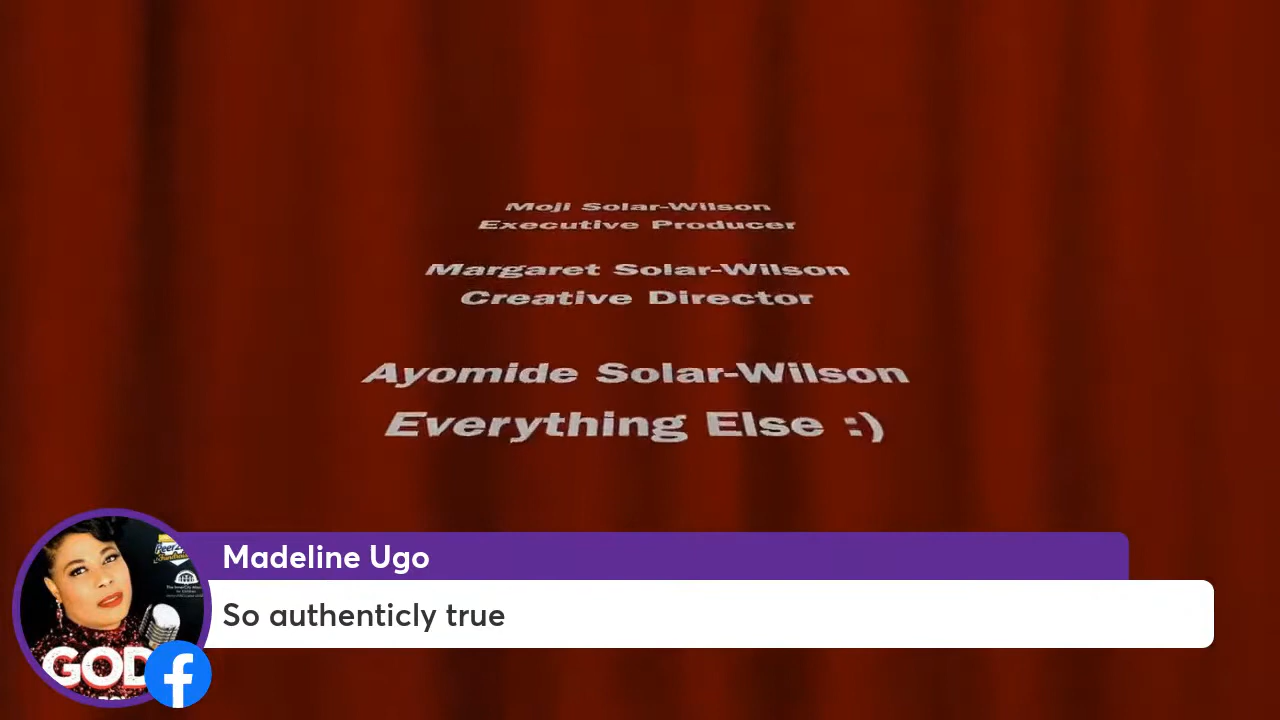 Moji Solar-Wilson
Executive Producer
Margaret Solar-Wilson
Creative Director
Ayomide Solar-Wilson
Everything Else :)
Madeline Ugo
So authenticly true
GOD